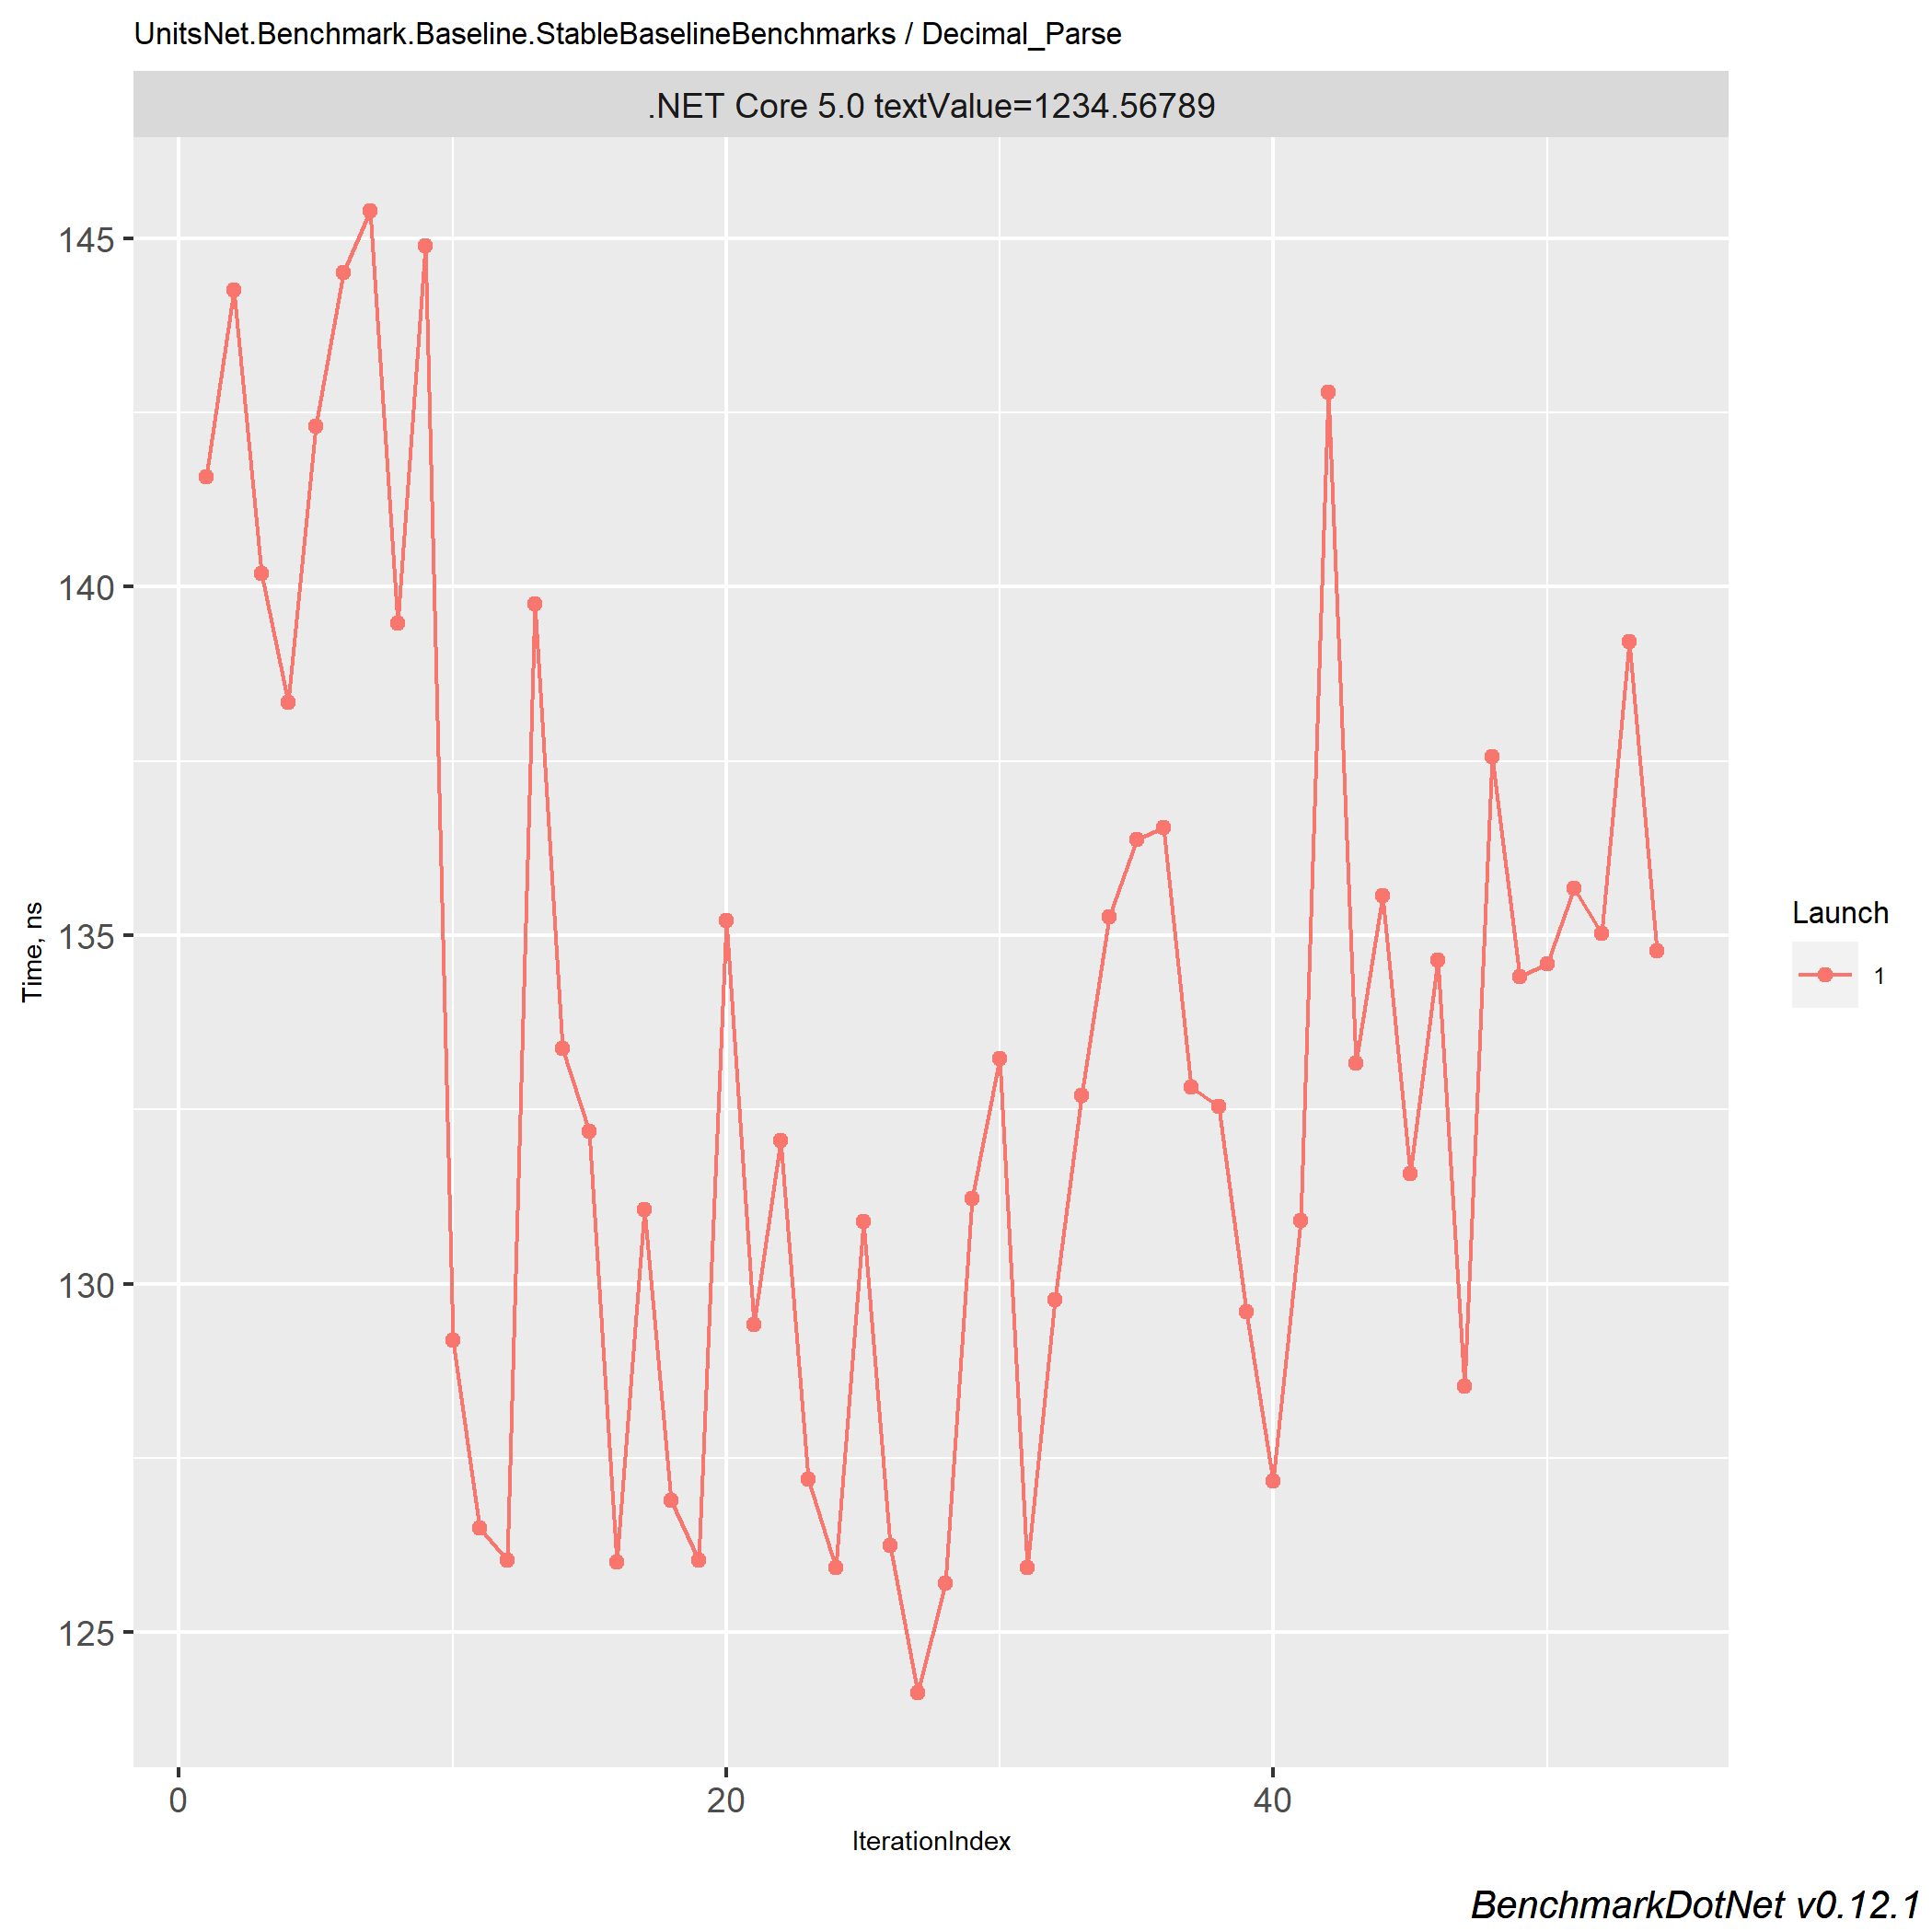 UnitsNet.Benchmark.Baseline.StableBaselineBenchmarks / Decimal_Parse
.NET Core 5.0 textValue=1234.56789
145
140
135
130
125
Time, ns
0 20 40
IterationIndex
Launch
1
BenchmarkDotNet v0.12.1